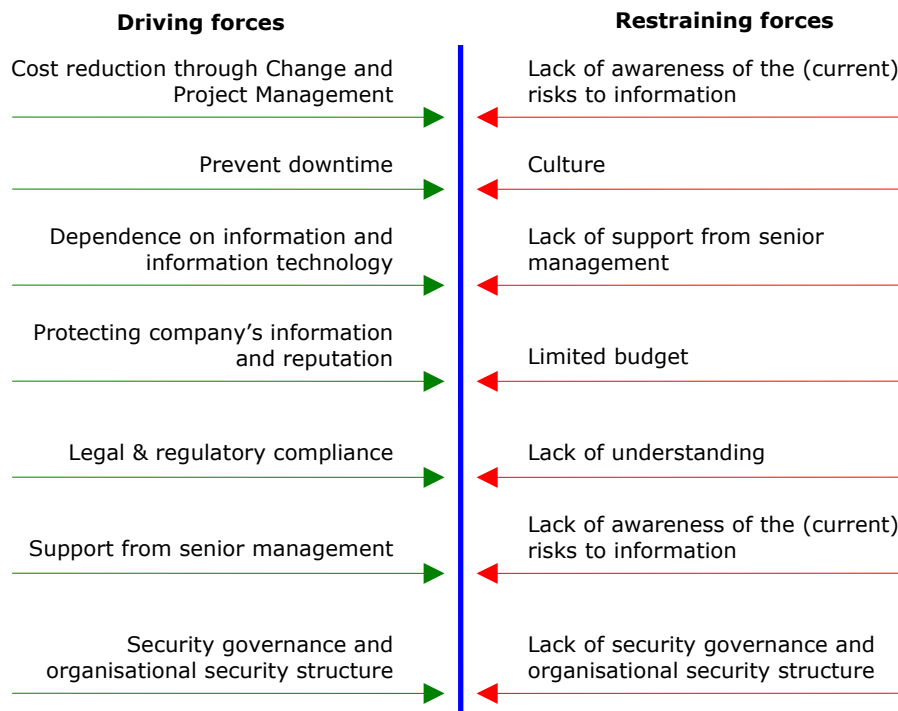 Driving forces
Restraining forces
Cost reduction through Change and
Project Management
Lack of awareness of the (current)
risks to information
Prevent downtime
Culture
Dependence on information and
information technology
Lack of support from senior
management
Protecting company’s information
and reputation
Limited budget
Legal & regulatory compliance
Lack of understanding
Support from senior management
Lack of awareness of the (current)
risks to information
Security governance and
organisational security structure
Lack of security governance and
organisational security structure